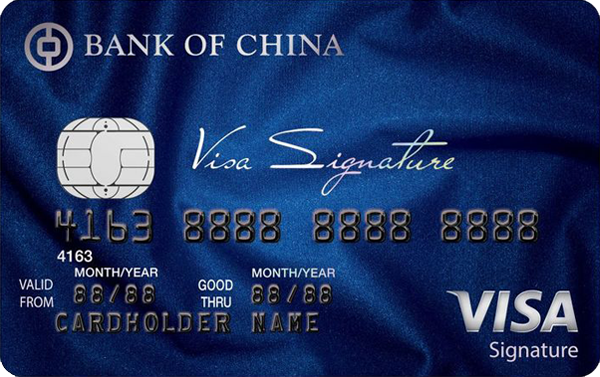 BANK OF CHINA
Visa Signature
4163 8888 8888 8888
4163
MONTH/YEAR MONTH/YEAR
VALID FROM 88/88 GOOD THRU 88/88
CARDHOLDER NAME
VISA
Signature